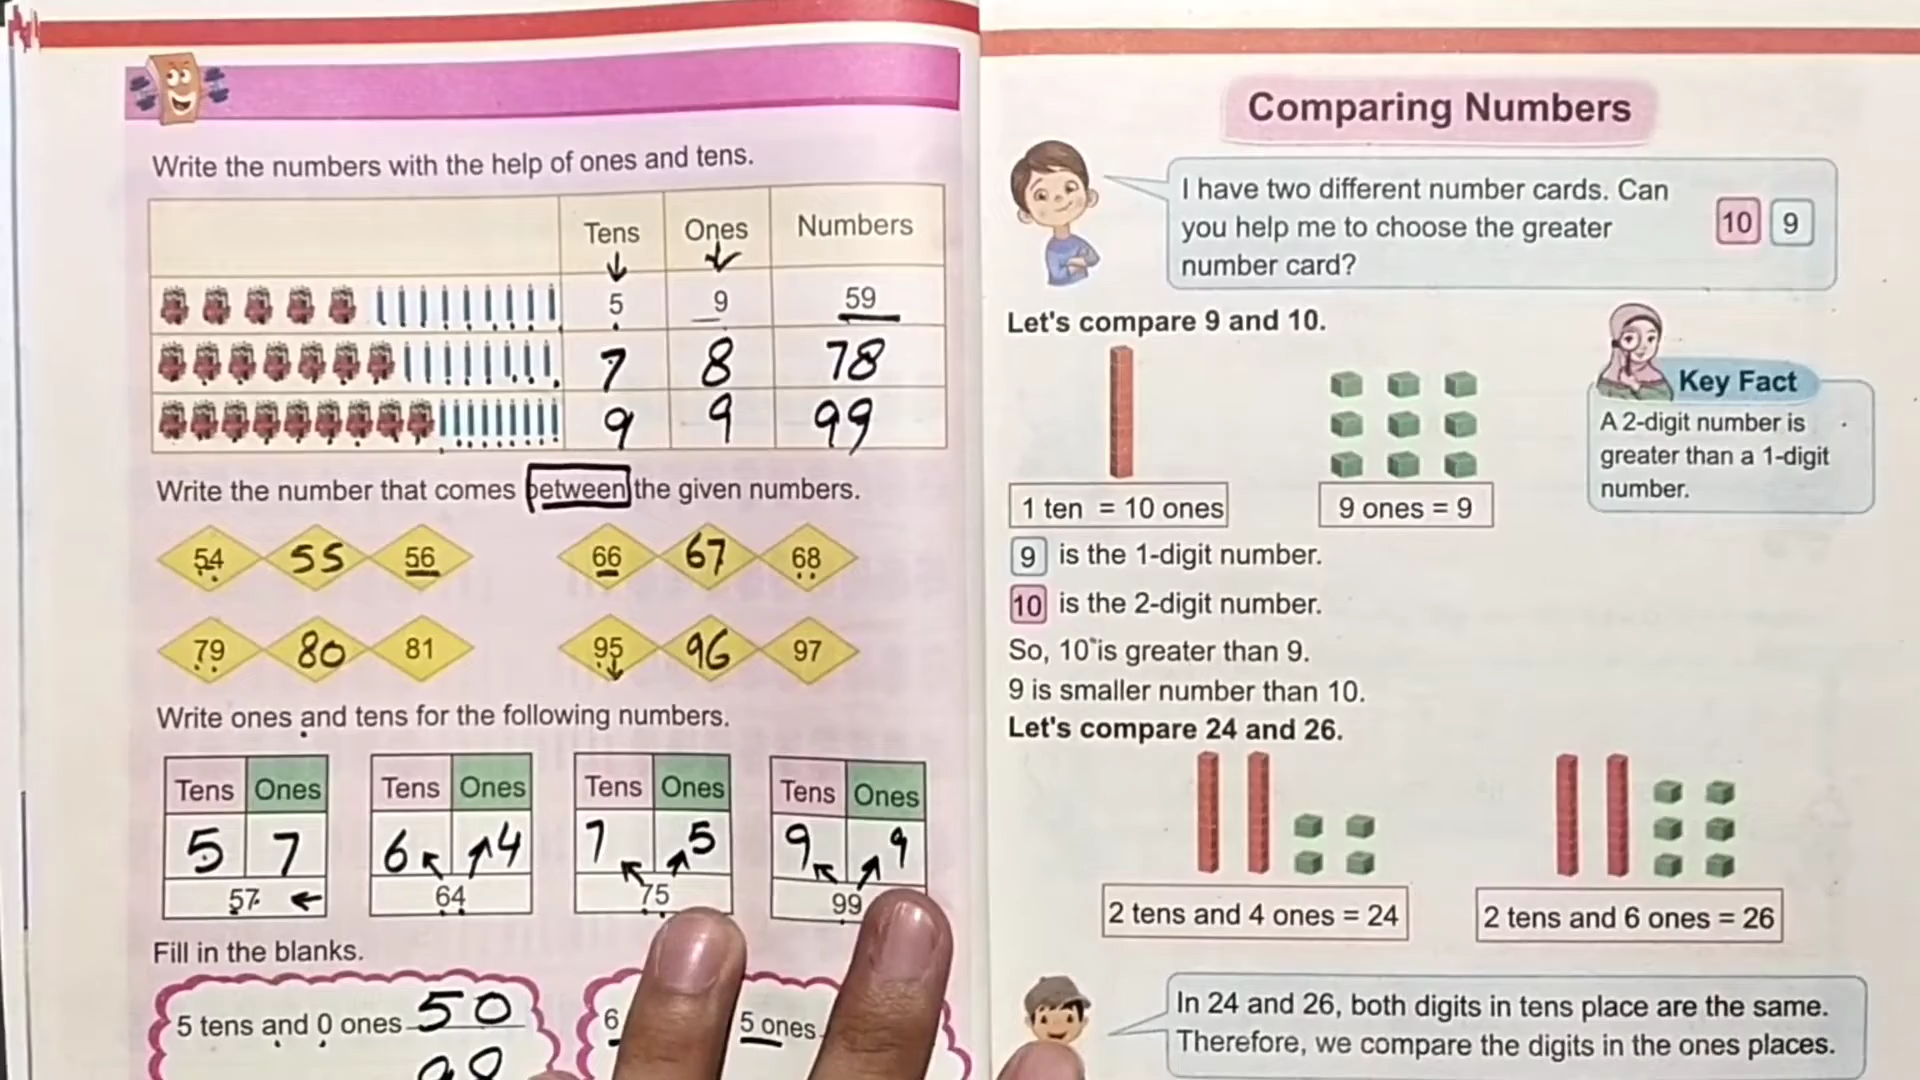 Write the numbers with the help of ones and tens.
Tens Ones Numbers
5 9 59
7 8 78
9 9 99
Write the number that comes between the given numbers.
54 55 56 66 67 68
79 80 81 95 96 97
Write ones and tens for the following numbers.
Tens Ones Tens Ones Tens Ones Tens Ones
5 7 6 4 7 5 9 9
57 64 75 99
Fill in the blanks.
5 tens and 0 ones 50
6 5 ones
98
Comparing Numbers
I have two different number cards. Can
you help me to choose the greater
number card?
10 9
Let's compare 9 and 10.
Key Fact
A 2-digit number is
greater than a 1-digit
number.
1 ten = 10 ones
9 ones = 9
9 is the 1-digit number.
10 is the 2-digit number.
So, 10 is greater than 9.
9 is smaller number than 10.
Let's compare 24 and 26.
2 tens and 4 ones = 24
2 tens and 6 ones = 26
In 24 and 26, both digits in tens place are the same.
Therefore, we compare the digits in the ones places.